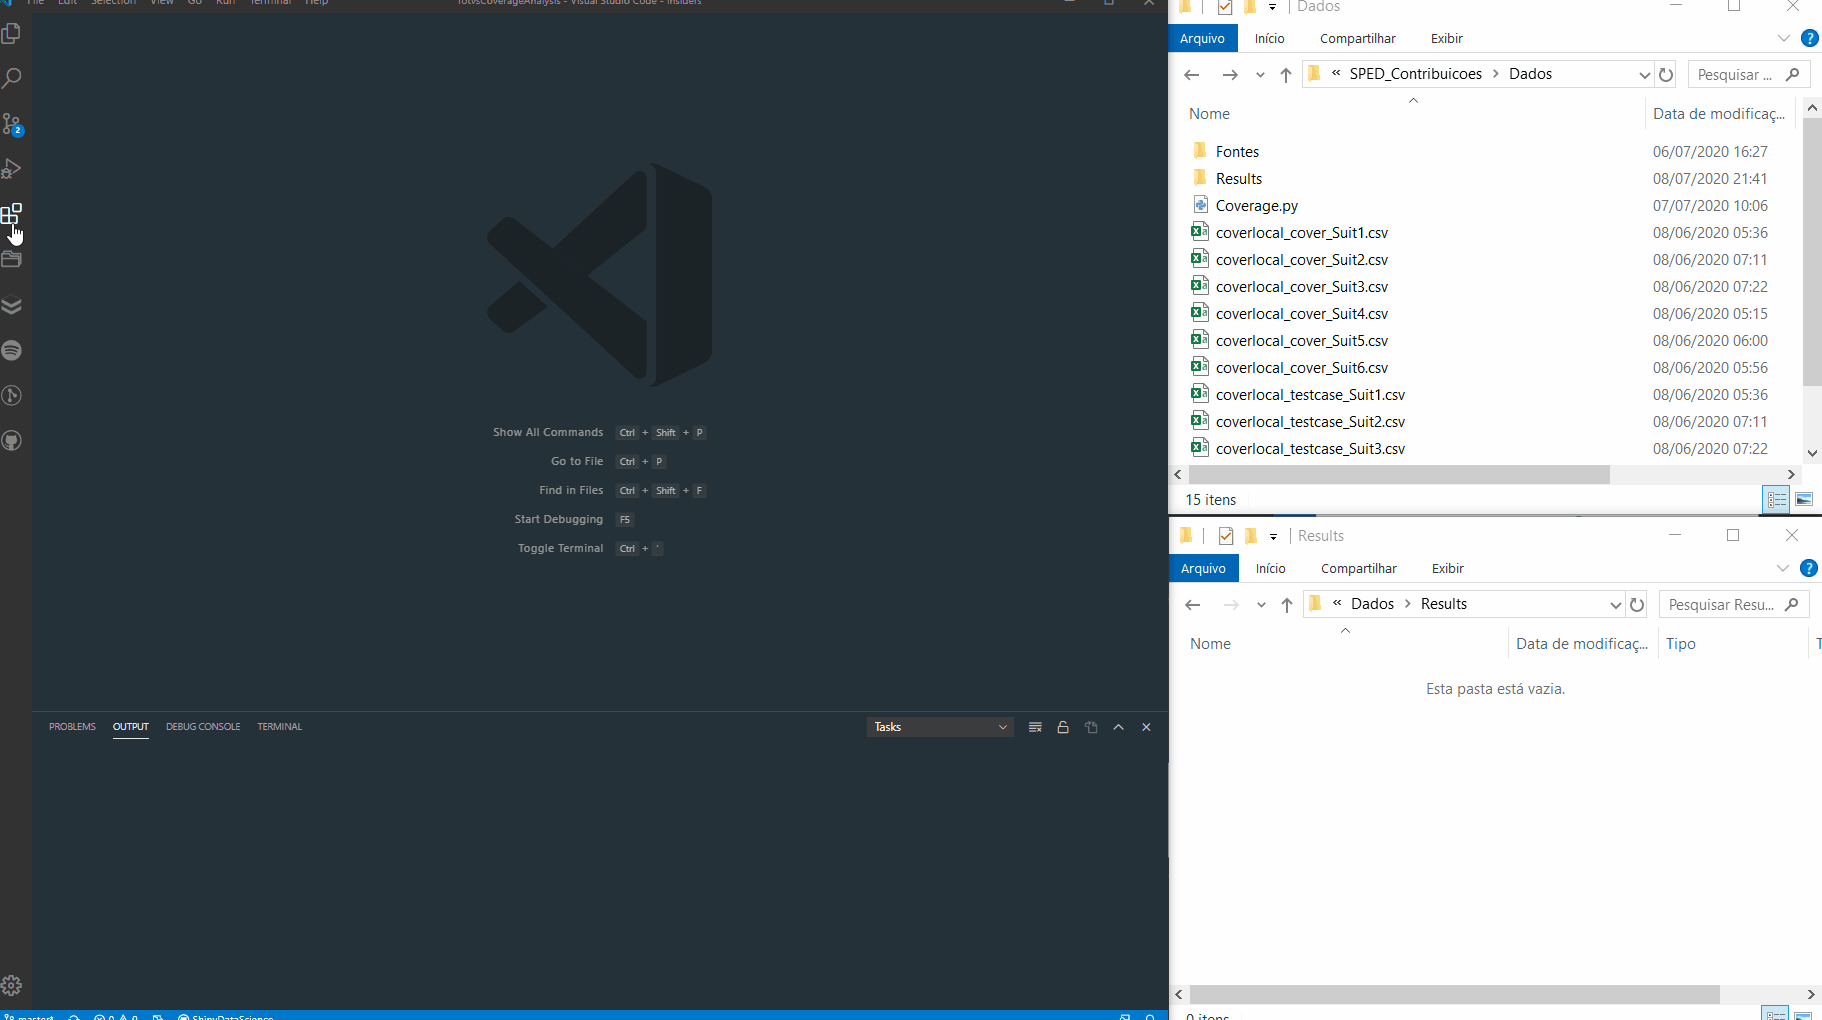 File Edit Selection View Go Run Terminal Help
TotvsCoverageAnalysis - Visual Studio Code - Insiders
2
Show All Commands Ctrl + Shift + P
Go to File Ctrl + P
Find in Files Ctrl + Shift + F
Start Debugging F5
Toggle Terminal Ctrl + `
PROBLEMS OUTPUT DEBUG CONSOLE TERMINAL
Tasks
master* 0 0 ShinyDataScience
Dados
Arquivo Início Compartilhar Exibir
« SPED_Contribuicoes > Dados
Pesquisar ...
Nome Data de modificaç...
Fontes 06/07/2020 16:27
Results 08/07/2020 21:41
Coverage.py 07/07/2020 10:06
coverlocal_cover_Suit1.csv 08/06/2020 05:36
coverlocal_cover_Suit2.csv 08/06/2020 07:11
coverlocal_cover_Suit3.csv 08/06/2020 07:22
coverlocal_cover_Suit4.csv 08/06/2020 05:15
coverlocal_cover_Suit5.csv 08/06/2020 06:00
coverlocal_cover_Suit6.csv 08/06/2020 05:56
coverlocal_testcase_Suit1.csv 08/06/2020 05:36
coverlocal_testcase_Suit2.csv 08/06/2020 07:11
coverlocal_testcase_Suit3.csv 08/06/2020 07:22
15 itens
Results
Arquivo Início Compartilhar Exibir
« Dados > Results
Pesquisar Resu...
Nome Data de modificaç... Tipo T
Esta pasta está vazia.
0 itens